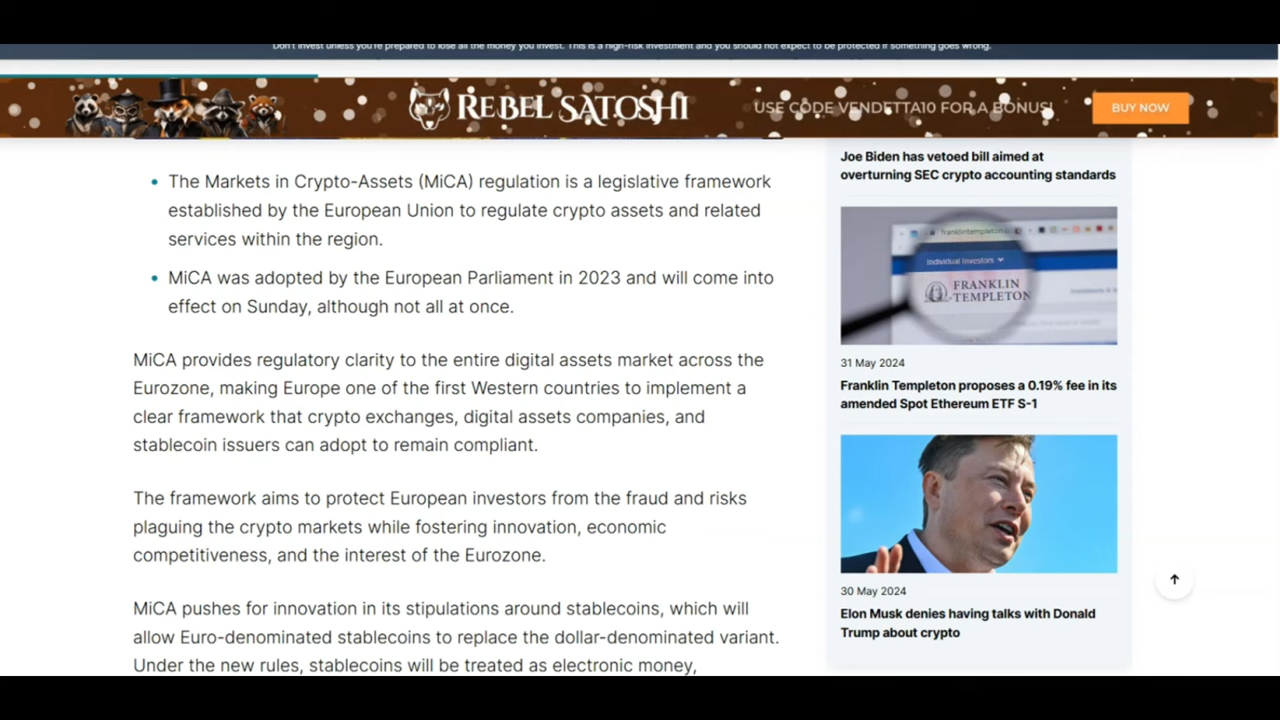 Don't invest unless you're prepared to lose all the money you invest. This is a high-risk investment and you should not expect to be protected if something goes wrong.
REBEL SATOSHI
USE CODE VENDETTA10 FOR A BONUS!
BUY NOW
• The Markets in Crypto-Assets (MiCA) regulation is a legislative framework
established by the European Union to regulate crypto assets and related
services within the region.
• MiCA was adopted by the European Parliament in 2023 and will come into
effect on Sunday, although not all at once.
MiCA provides regulatory clarity to the entire digital assets market across the
Eurozone, making Europe one of the first Western countries to implement a
clear framework that crypto exchanges, digital assets companies, and
stablecoin issuers can adopt to remain compliant.
The framework aims to protect European investors from the fraud and risks
plaguing the crypto markets while fostering innovation, economic
competitiveness, and the interest of the Eurozone.
MiCA pushes for innovation in its stipulations around stablecoins, which will
allow Euro-denominated stablecoins to replace the dollar-denominated variant.
Under the new rules, stablecoins will be treated as electronic money,
Joe Biden has vetoed bill aimed at
overturning SEC crypto accounting standards
franklintempleton.c
Individual Investors
FRANKLIN
TEMPLETON
31 May 2024
Franklin Templeton proposes a 0.19% fee in its
amended Spot Ethereum ETF S-1
30 May 2024
Elon Musk denies having talks with Donald
Trump about crypto